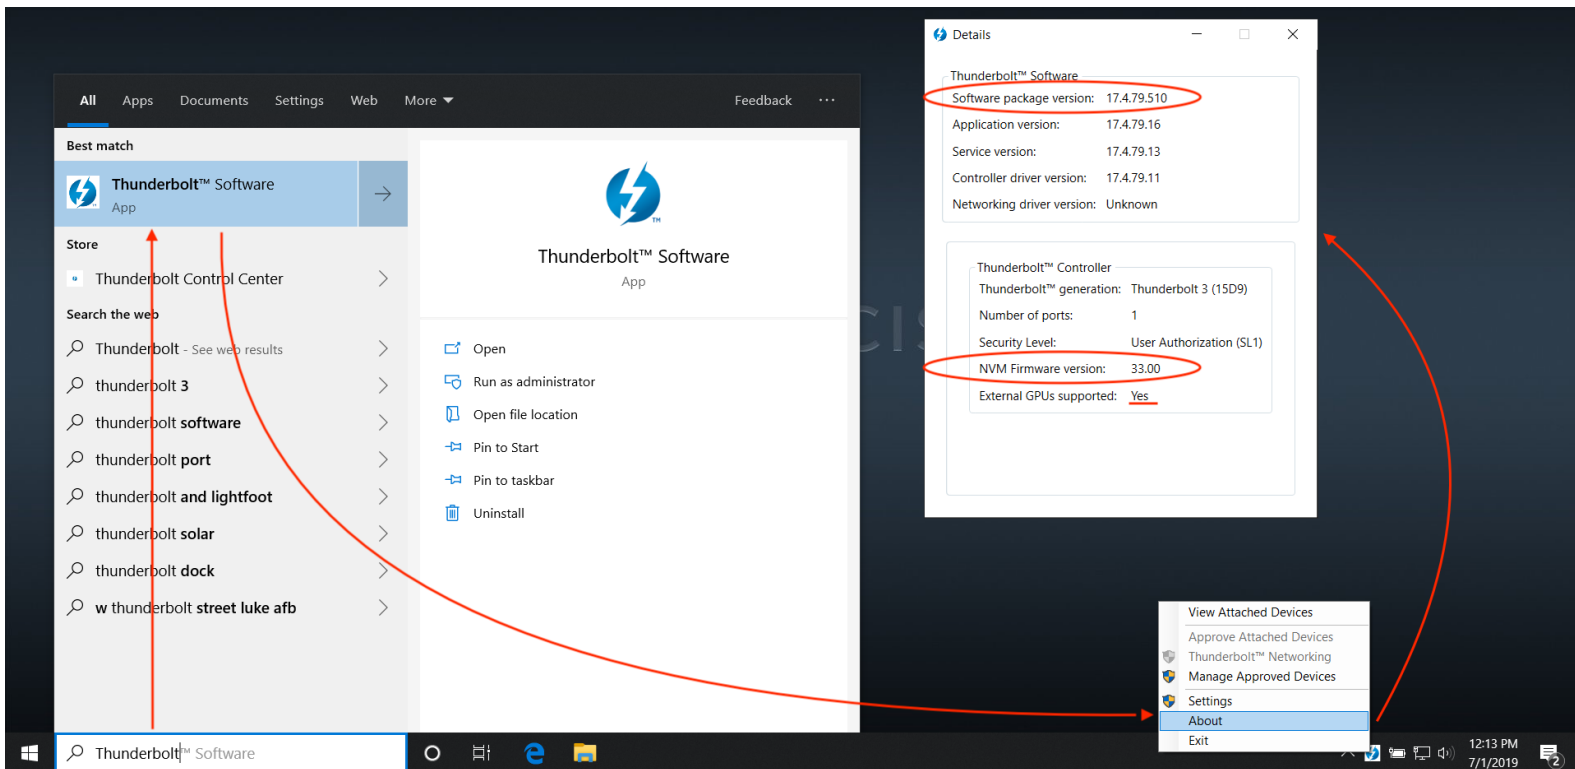 All Apps Documents Settings Web More Feedback ...
Best match
Thunderbolt™ Software
App
Store
Thunderbolt Control Center
Search the web
Thunderbolt - See web results
thunderbolt 3
thunderbolt software
thunderbolt port
thunderbolt and lightfoot
thunderbolt solar
thunderbolt dock
w thunderbolt street luke afb
TM
Thunderbolt™ Software
App
Open
Run as administrator
Open file location
Pin to Start
Pin to taskbar
Uninstall
Details
Thunderbolt™ Software
Software package version: 17.4.79.510
Application version: 17.4.79.16
Service version: 17.4.79.13
Controller driver version: 17.4.79.11
Networking driver version: Unknown
Thunderbolt™ Controller
Thunderbolt™ generation: Thunderbolt 3 (15D9)
Number of ports: 1
Security Level: User Authorization (SL1)
NVM Firmware version: 33.00
External GPUs supported: Yes
View Attached Devices
Approve Attached Devices
Thunderbolt™ Networking
Manage Approved Devices
Settings
About
Exit
Thunderbolt™ Software
12:13 PM
7/1/2019
2